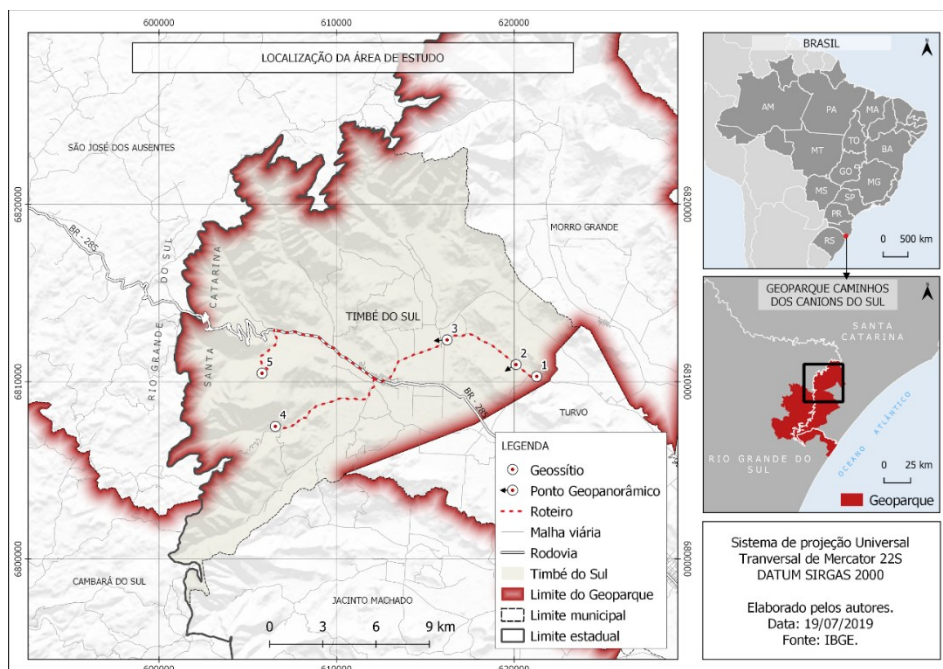 600000
610000
620000
LOCALIZAÇÃO DA ÁREA DE ESTUDO
SÃO JOSÉ DOS AUSENTES
6820000
6820000
MORRO GRANDE
BR - 285
RIO GRANDE DO SUL
SANTA CATARINA
TIMBÉ DO SUL
3
2
1
5
4
6810000
6810000
BR-285
TURVO
6800000
6800000
CAMBARÁ DO SUL
JACINTO MACHADO
0 3 6 9 km
600000
610000
620000
LEGENDA
Geossítio
Ponto Geopanorâmico
Roteiro
Malha viária
Rodovia
Timbé do Sul
Limite do Geoparque
Limite municipal
Limite estadual
BRASIL
N
AM
PA
MA
TO
MT
BA
GO
MG
MS
SP
PR
RS
0 500 km
GEOPARQUE CAMINHOS
DOS CANIONS DO SUL
N
SANTA
CATARINA
RIO GRANDE DO
SUL
OCEANO ATLÂNTICO
0 25 km
Geoparque
Sistema de projeção Universal
Tranversal de Mercator 22S
DATUM SIRGAS 2000
Elaborado pelos autores.
Data: 19/07/2019
Fonte: IBGE.